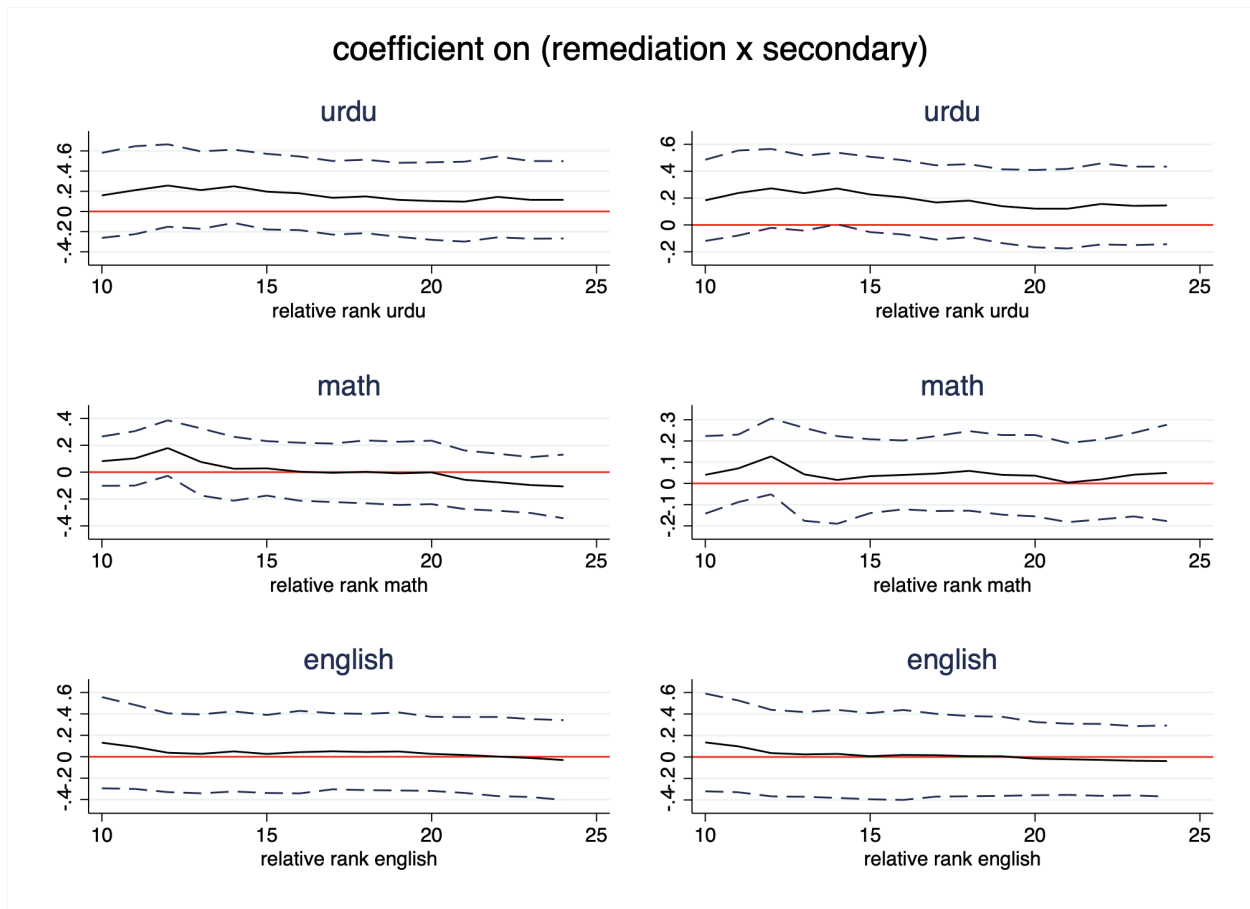 coefficient on (remediation x secondary)
urdu
-.4 -.2 0 .2 .4 .6
10 15 20 25
relative rank urdu
urdu
-.2 0 .2 .4 .6
10 15 20 25
relative rank urdu
math
-.4 -.2 0 .2 .4
10 15 20 25
relative rank math
math
-.2 -.1 0 .1 .2 .3
10 15 20 25
relative rank math
english
-.4 -.2 0 .2 .4 .6
10 15 20 25
relative rank english
english
-.4 -.2 0 .2 .4 .6
10 15 20 25
relative rank english